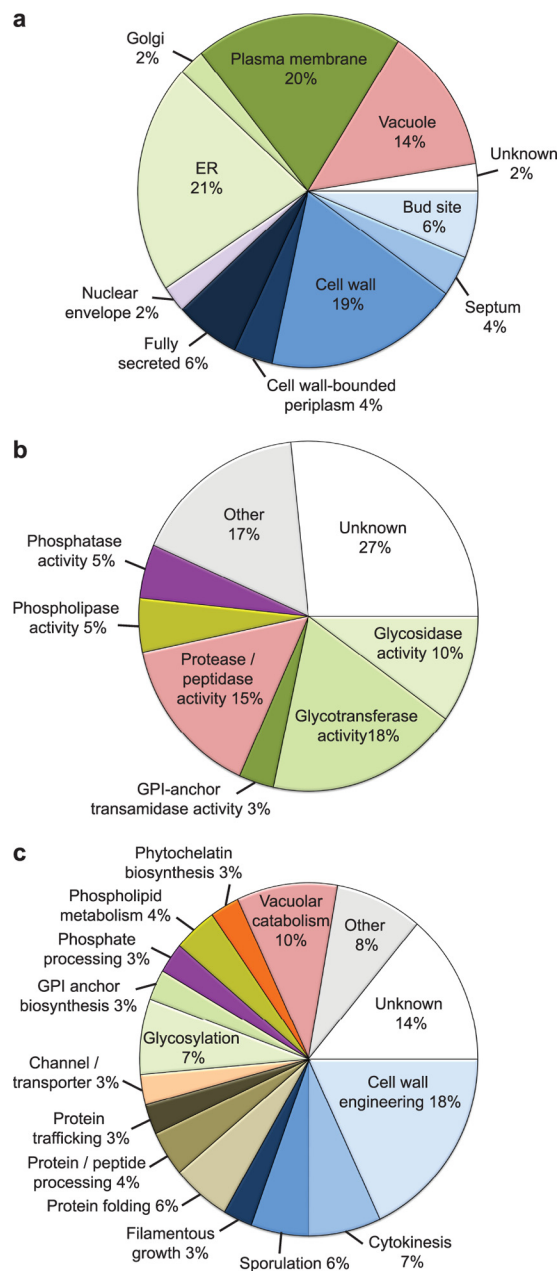 a
Golgi
2%
Plasma membrane
20%
Vacuole
14%
Unknown
2%
ER
21%
Bud site
6%
Nuclear
envelope 2%
Cell wall
19%
Septum
4%
Fully
secreted 6%
Cell wall-bounded
periplasm 4%
b
Other
17%
Unknown
27%
Phosphatase
activity 5%
Phospholipase
activity 5%
Glycosidase
activity 10%
Protease /
peptidase
activity 15%
Glycotransferase
activity18%
GPI-anchor
transamidase activity 3%
c
Phytochelatin
biosynthesis 3%
Vacuolar
catabolism
10%
Other
8%
Phospholipid
metabolism 4%
Phosphate
processing 3%
Unknown
14%
GPI anchor
biosynthesis 3%
Glycosylation
7%
Channel /
transporter 3%
Cell wall
engineering 18%
Protein
trafficking 3%
Protein / peptide
processing 4%
Protein folding 6%
Filamentous
growth 3%
Sporulation 6%
Cytokinesis
7%